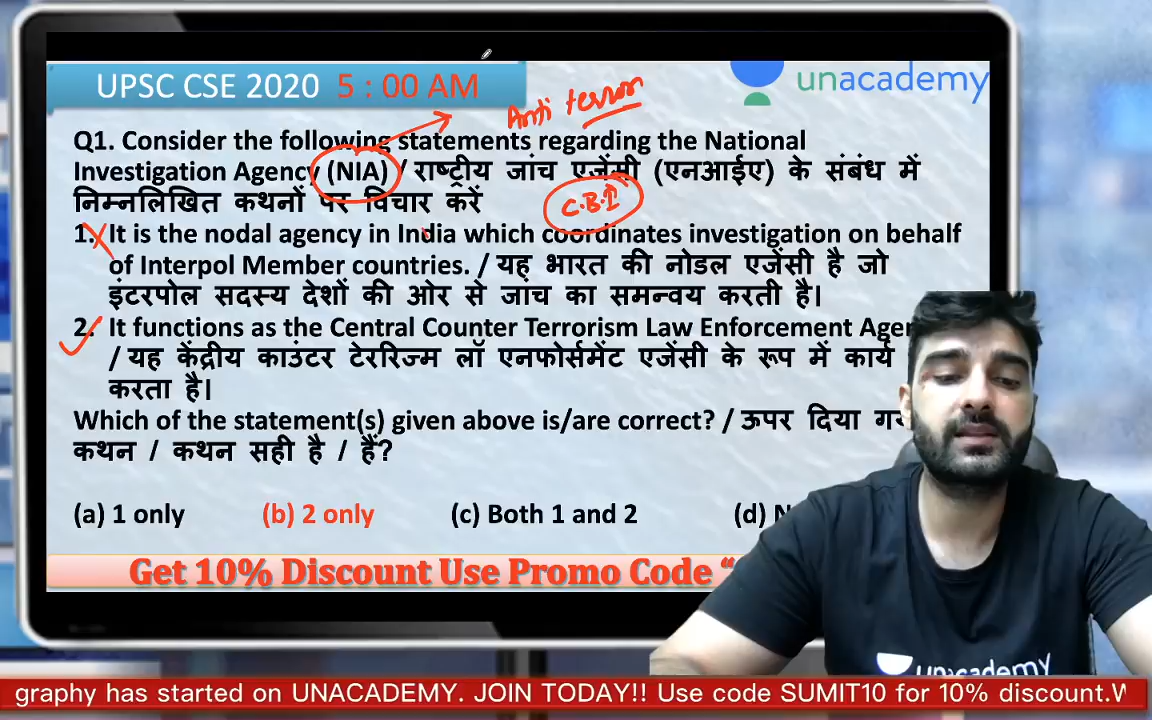 UPSC CSE 2020 5 : 00 AM
unacademy
Anti terror
Q1. Consider the following statements regarding the National
Investigation Agency (NIA) / राष्ट्रीय जांच एजेंसी (एनआईए) के संबंध में
निम्नलिखित कथनों पर विचार करें
C.B.I
1. It is the nodal agency in India which coordinates investigation on behalf
of Interpol Member countries. / यह भारत की नोडल एजेंसी है जो
इंटरपोल सदस्य देशों की ओर से जांच का समन्वय करती है।
2. It functions as the Central Counter Terrorism Law Enforcement
/ यह केंद्रीय काउंटर टेररिज्म लॉ एनफोर्समेंट एजेंसी के रूप में कार्य
करता है।
Which of the statement(s) given above is/are correct? / ऊपर दिया
कथन / कथन सही है / हैं?
(a) 1 only (b) 2 only (c) Both 1 and 2 (d)
Get 10% Discount Use Promo Code “
unacademy
graphy has started on UNACADEMY. JOIN TODAY!! Use code SUMIT10 for 10% discount.